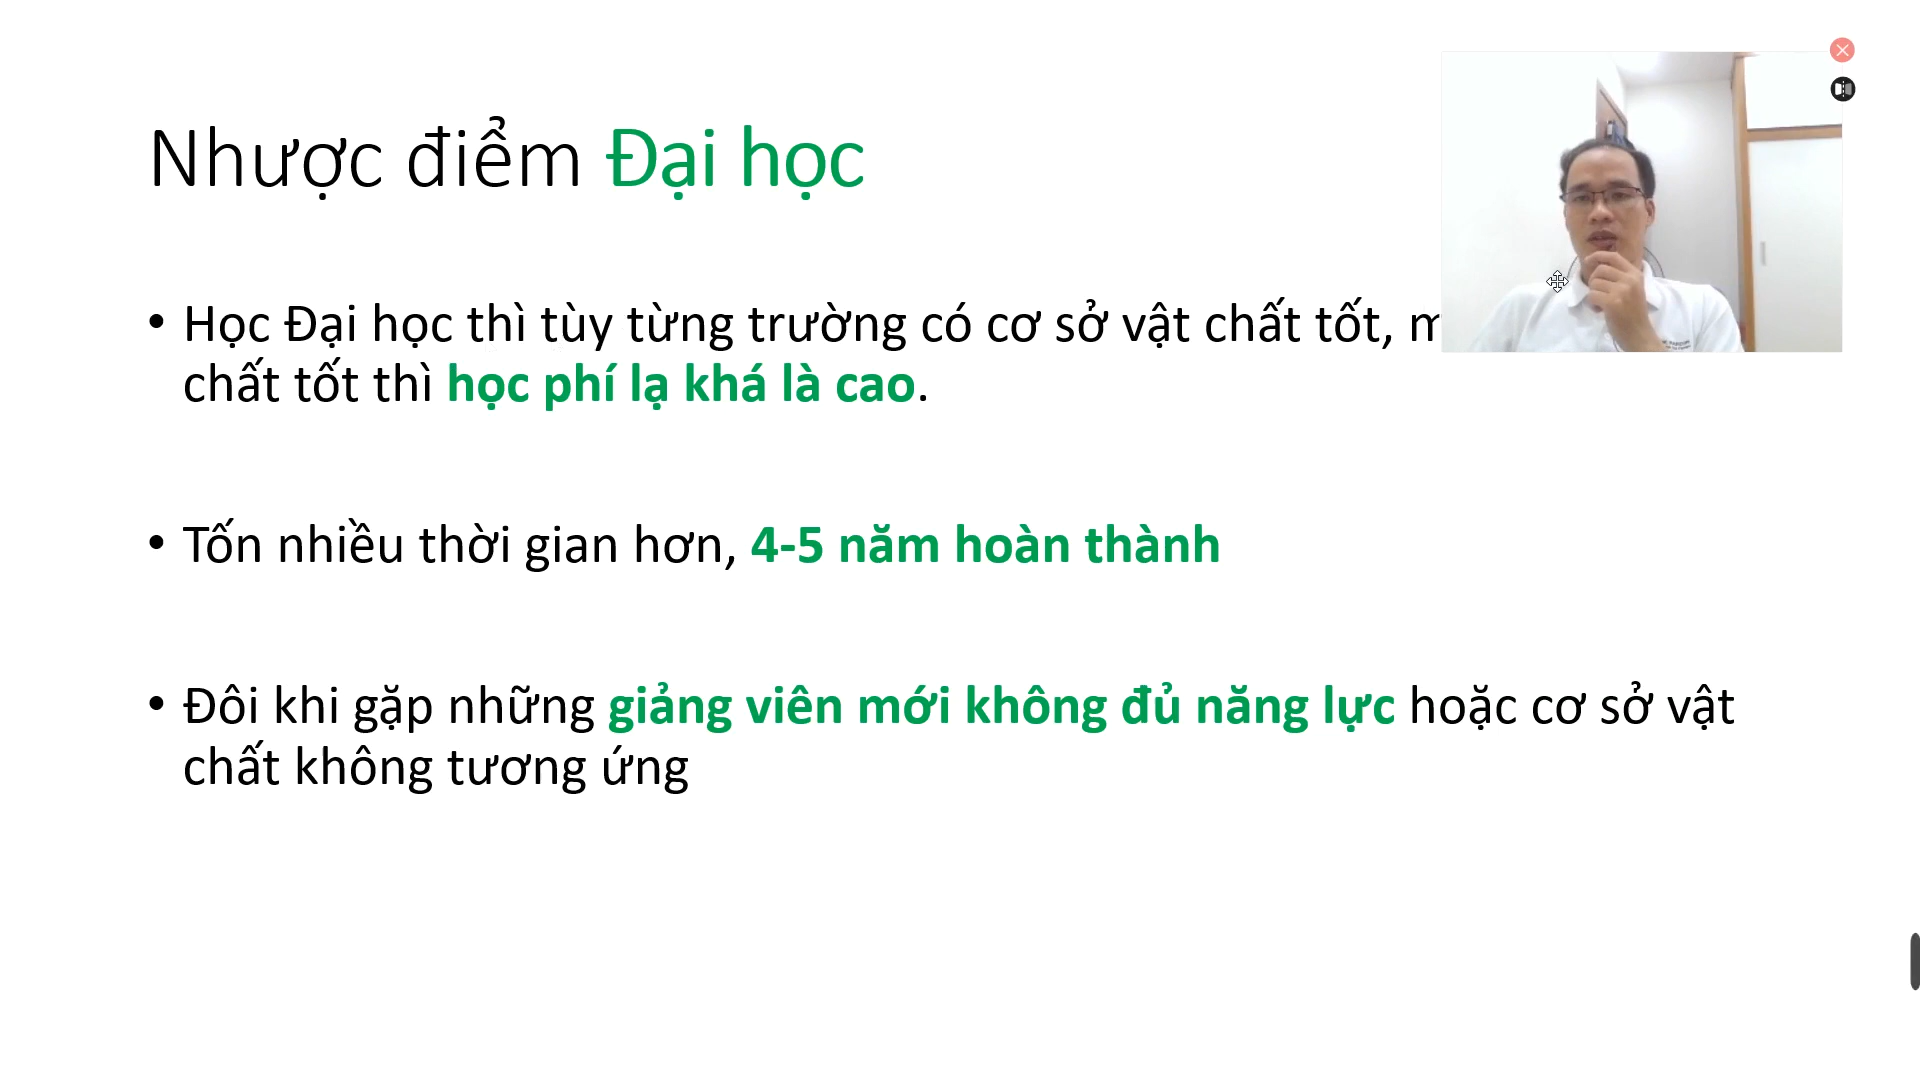 Nhược điểm Đại học
• Học Đại học thì tùy từng trường có cơ sở vật chất tốt,
chất tốt thì học phí lạ khá là cao.
• Tốn nhiều thời gian hơn, 4-5 năm hoàn thành
• Đôi khi gặp những giảng viên mới không đủ năng lực hoặc cơ sở vật
chất không tương ứng